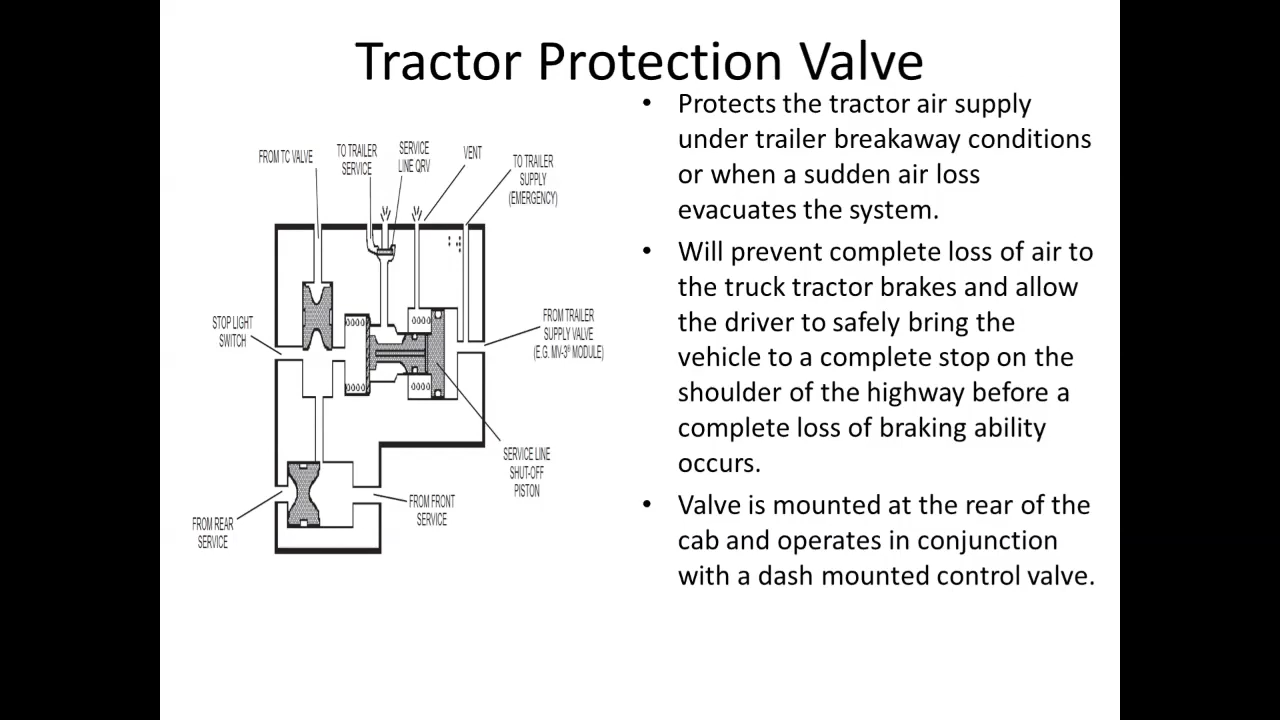 Tractor Protection Valve
FROM TC VALVE
TO TRAILER
SERVICE
SERVICE
LINE QRV
VENT
TO TRAILER
SUPPLY
(EMERGENCY)
STOP LIGHT
SWITCH
FROM TRAILER
SUPPLY VALVE
(E.G. MV-3® MODULE)
SERVICE LINE
SHUT-OFF
PISTON
FROM FRONT
SERVICE
FROM REAR
SERVICE
• Protects the tractor air supply
under trailer breakaway conditions
or when a sudden air loss
evacuates the system.
• Will prevent complete loss of air to
the truck tractor brakes and allow
the driver to safely bring the
vehicle to a complete stop on the
shoulder of the highway before a
complete loss of braking ability
occurs.
• Valve is mounted at the rear of the
cab and operates in conjunction
with a dash mounted control valve.